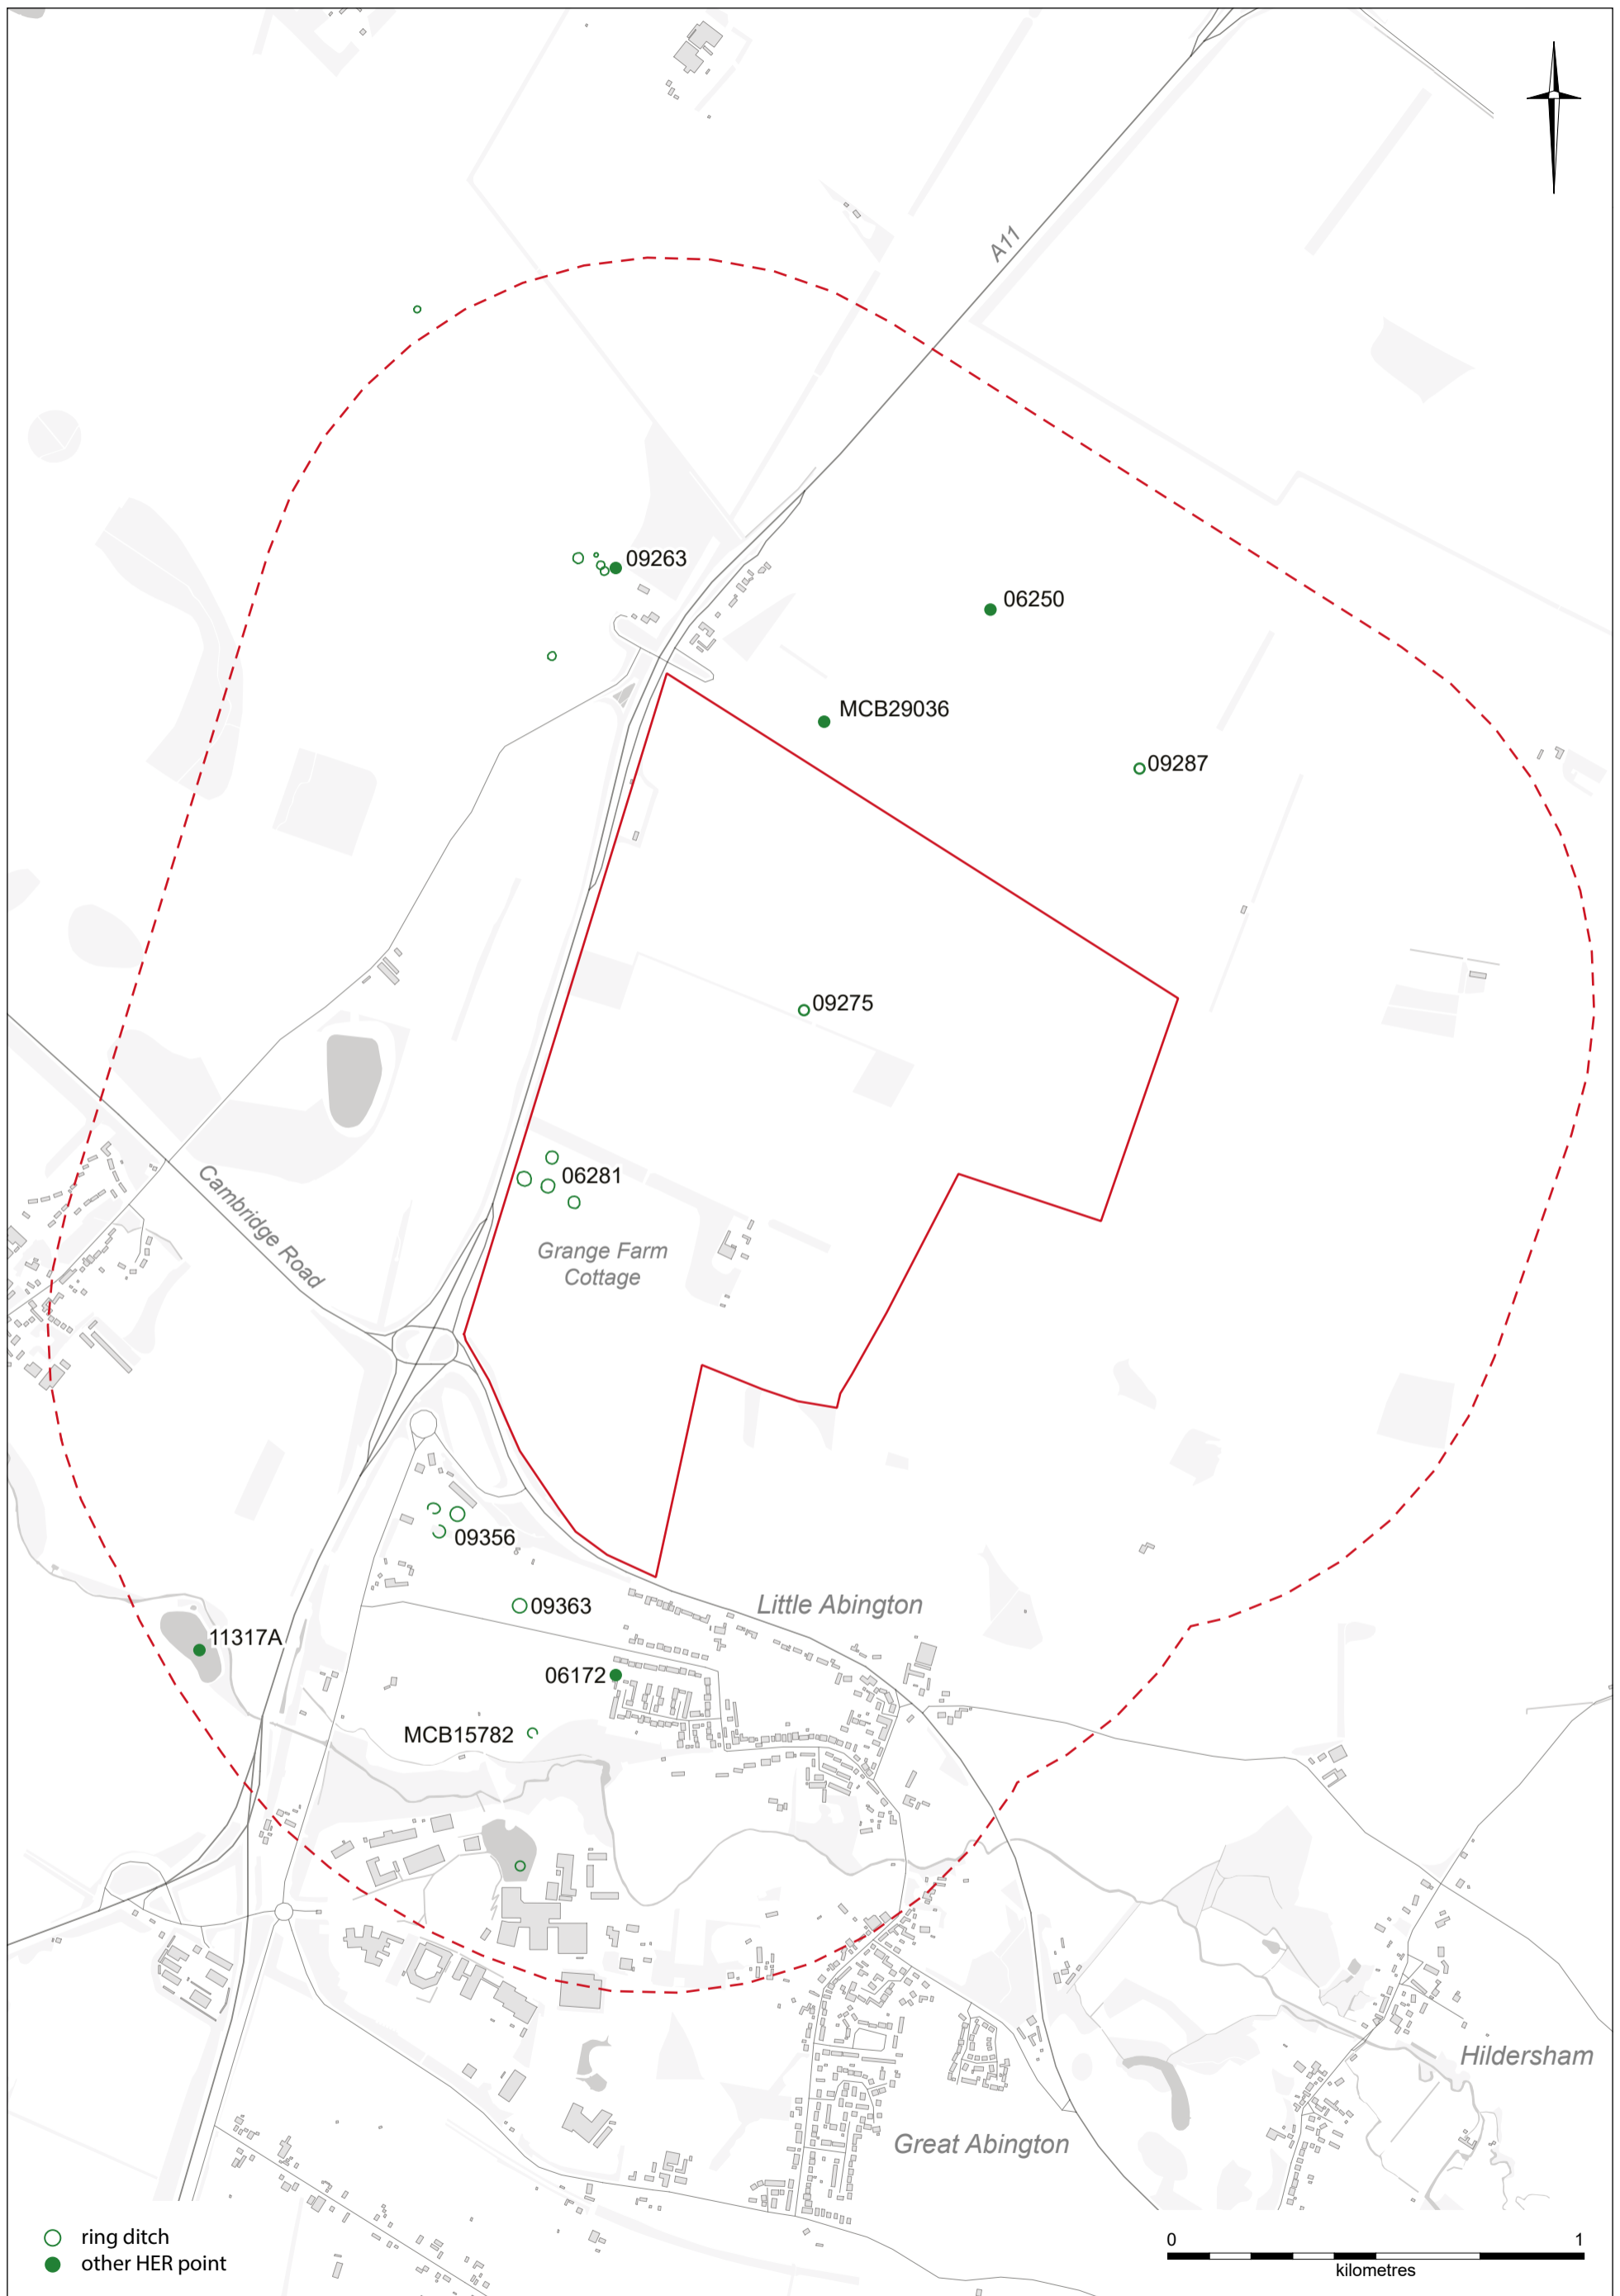 A11
09263
06250
MCB29036
09287
09275
06281
Cambridge Road
Grange Farm
Cottage
09356
09363
Little Abington
11317A
06172
MCB15782
Hildersham
Great Abington
ring ditch
other HER point
0 1
kilometres